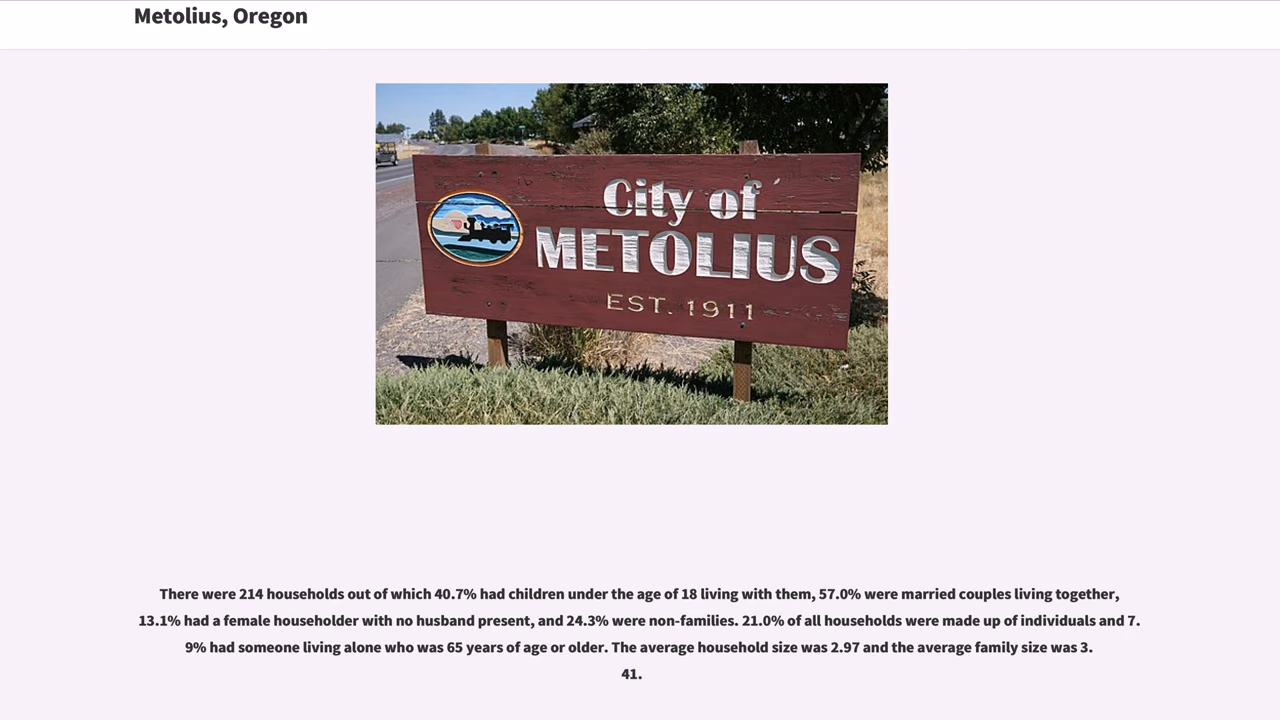 Metolius, Oregon
City of
METOLIUS
EST. 1911
There were 214 households out of which 40.7% had children under the age of 18 living with them, 57.0% were married couples living together,
13.1% had a female householder with no husband present, and 24.3% were non-families. 21.0% of all households were made up of individuals and 7.
9% had someone living alone who was 65 years of age or older. The average household size was 2.97 and the average family size was 3.
41.